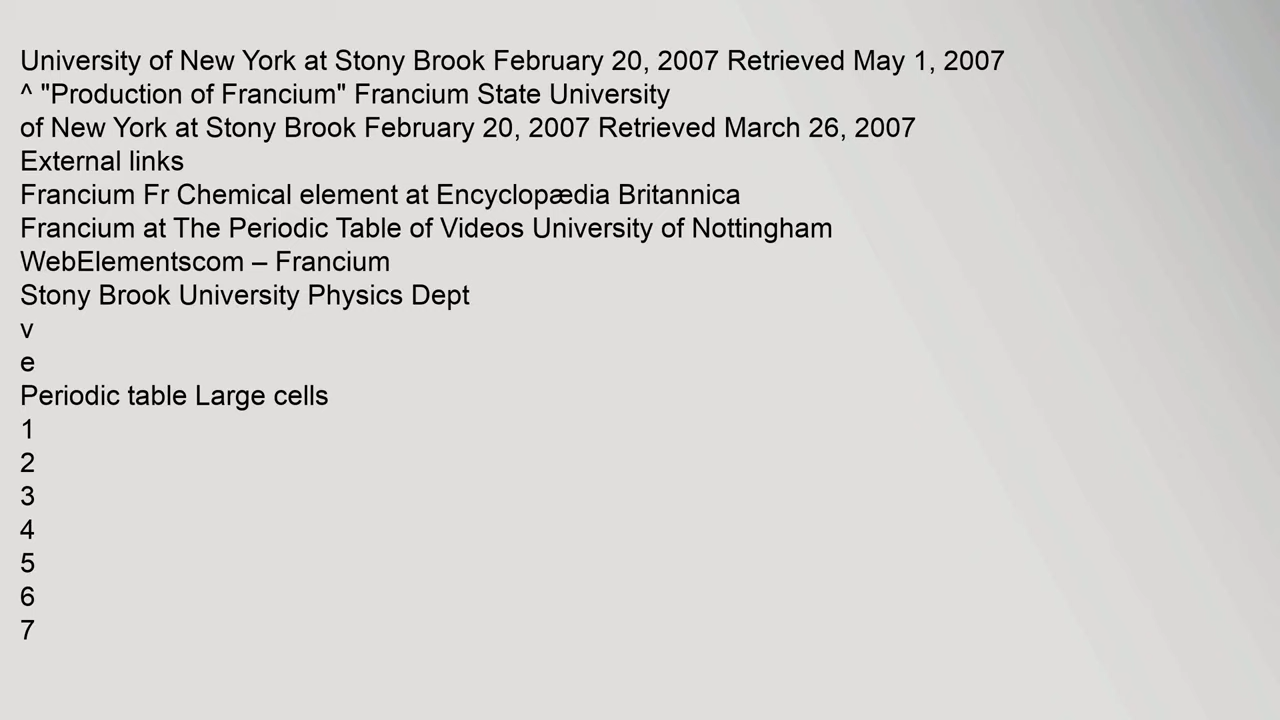 University of New York at Stony Brook February 20, 2007 Retrieved May 1, 2007
^ "Production of Francium" Francium State University
of New York at Stony Brook February 20, 2007 Retrieved March 26, 2007
External links
Francium Fr Chemical element at Encyclopædia Britannica
Francium at The Periodic Table of Videos University of Nottingham
WebElementscom – Francium
Stony Brook University Physics Dept
v
e
Periodic table Large cells
1
2
3
4
5
6
7